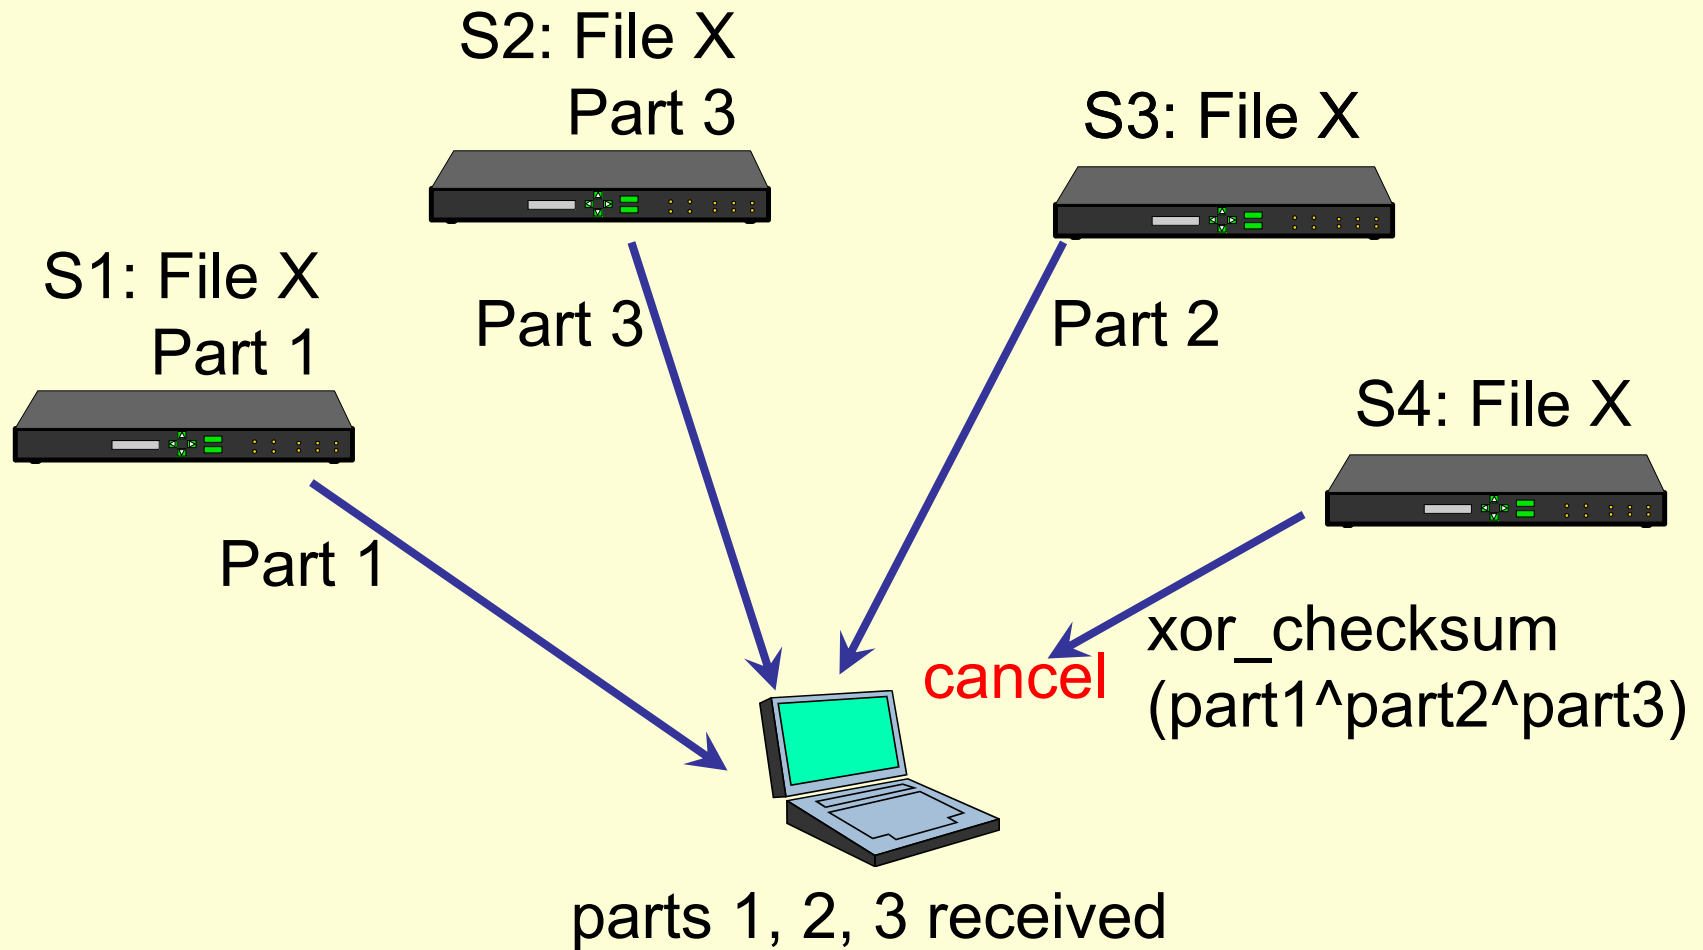 S2: File X
Part 3
S3: File X
S1: File X
Part 1
Part 3
Part 2
S4: File X
Part 1
xor_checksum
(part1^part2^part3)
cancel
parts 1, 2, 3 received